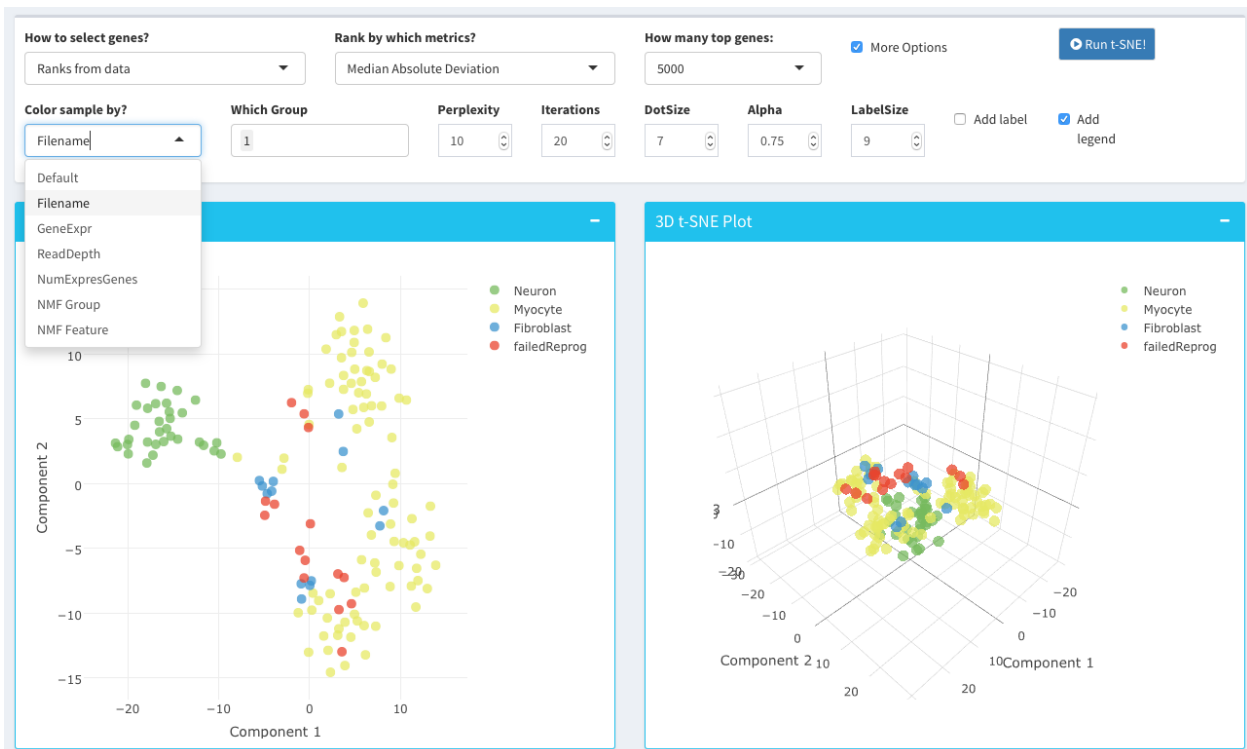 How to select genes? Rank by which metrics? How many top genes:
Ranks from data Median Absolute Deviation 5000 More Options Run t-SNE!
Color sample by? Which Group Perplexity Iterations DotSize Alpha LabelSize
Filename 1 10 20 7 0.75 9 Add label Add
legend
Default
Filename
GeneExpr
ReadDepth
NumExpresGenes
NMF Group
NMF Feature
Neuron
Myocyte
Fibroblast
failedReprog
10
5
0
−5
−10
−15
−20 −10 0 10
Component 2
Component 1
3D t-SNE Plot
Neuron
Myocyte
Fibroblast
failedReprog
−10
−20
−20
−10
0
10
20
Component 2
−20
−10
0
10
20
Component 1